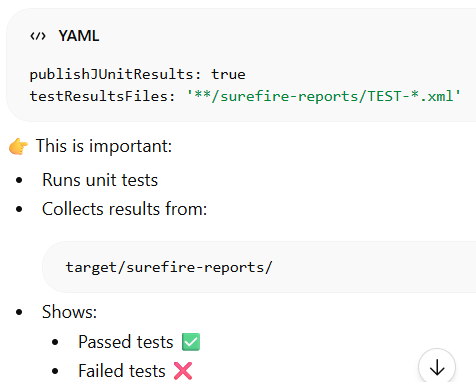 </> YAML
publishJUnitResults: true
testResultsFiles: '**/surefire-reports/TEST-*.xml'
👉 This is important:
• Runs unit tests
• Collects results from:
target/surefire-reports/
• Shows:
• Passed tests ✅
• Failed tests ❌